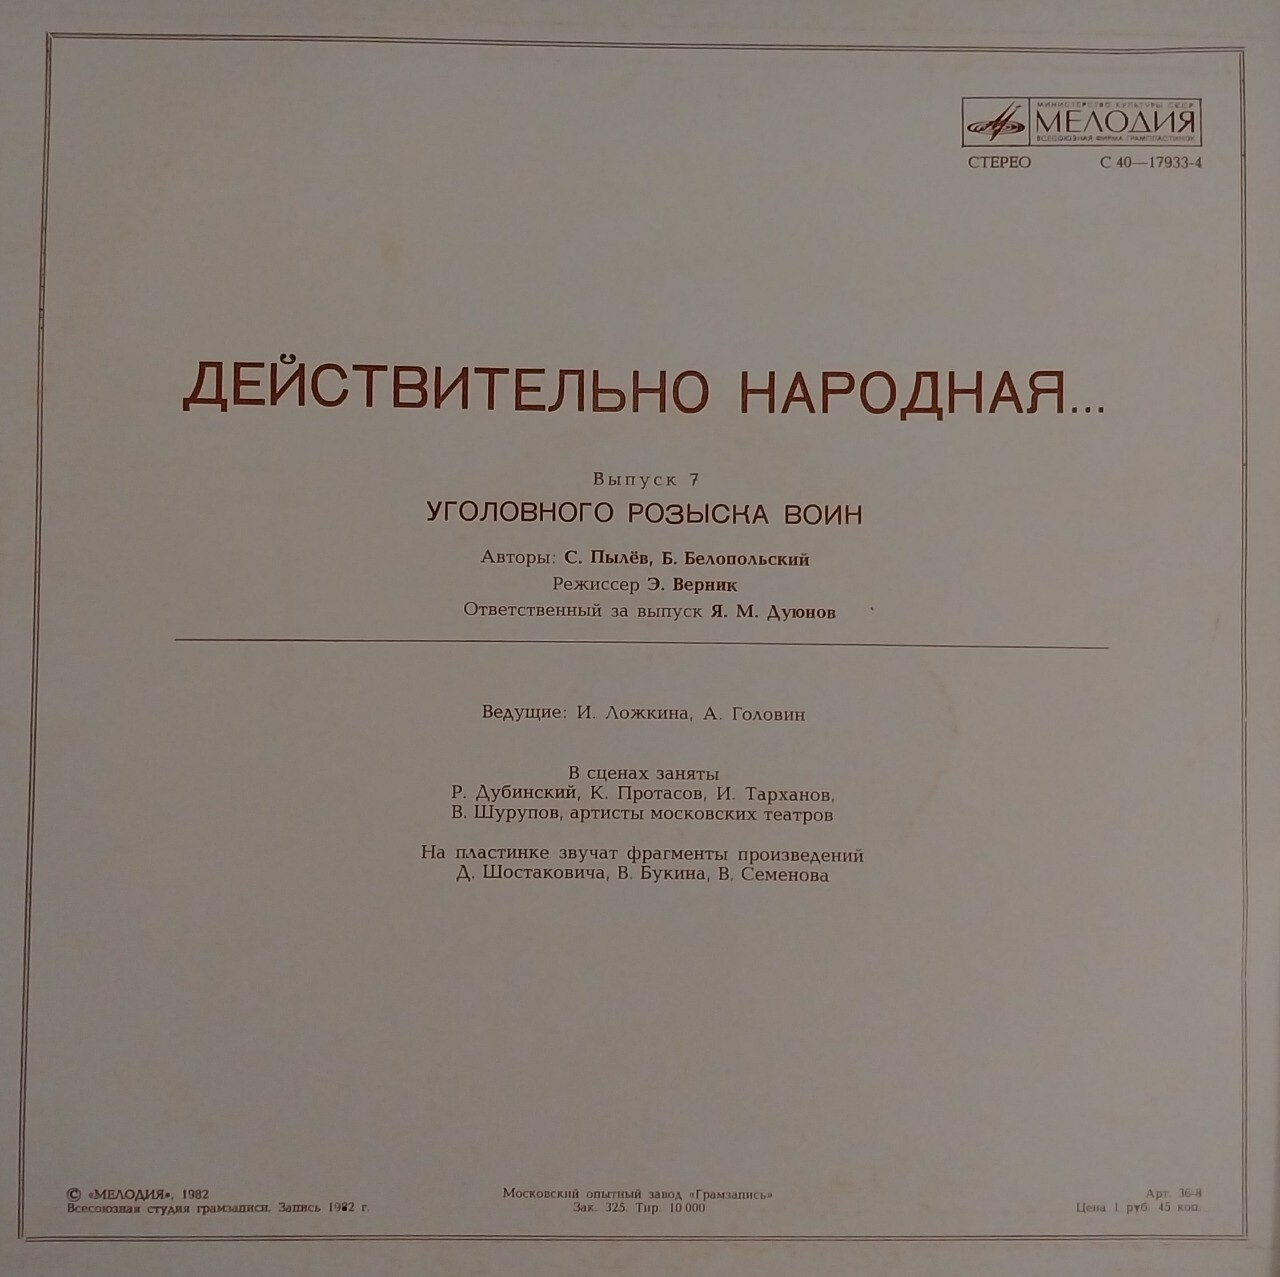 МИНИСТЕРСТВО КУЛЬТУРЫ СССР
МЕЛОДИЯ
ВСЕСОЮЗНАЯ ФИРМА ГРАМПЛАСТИНОК
СТЕРЕО С 40—17933-4
ДЕЙСТВИТЕЛЬНО НАРОДНАЯ...
Выпуск 7
УГОЛОВНОГО РОЗЫСКА ВОИН
Авторы: С. Пылёв, Б. Белопольский
Режиссер Э. Верник
Ответственный за выпуск Я. М. Дуюнов
Ведущие: И. Ложкина, А. Головин
В сценах заняты
Р. Дубинский, К. Протасов, И. Тарханов,
В. Шурупов, артисты московских театров
На пластинке звучат фрагменты произведений
Д. Шостаковича, В. Букина, В. Семенова
© «МЕЛОДИЯ», 1982
Всесоюзная студия грамзаписи. Запись 1982 г.
Московский опытный завод «Грамзапись»
Зак. 325. Тир. 10 000
Арт. 36-8
Цена 1 руб. 45 коп.